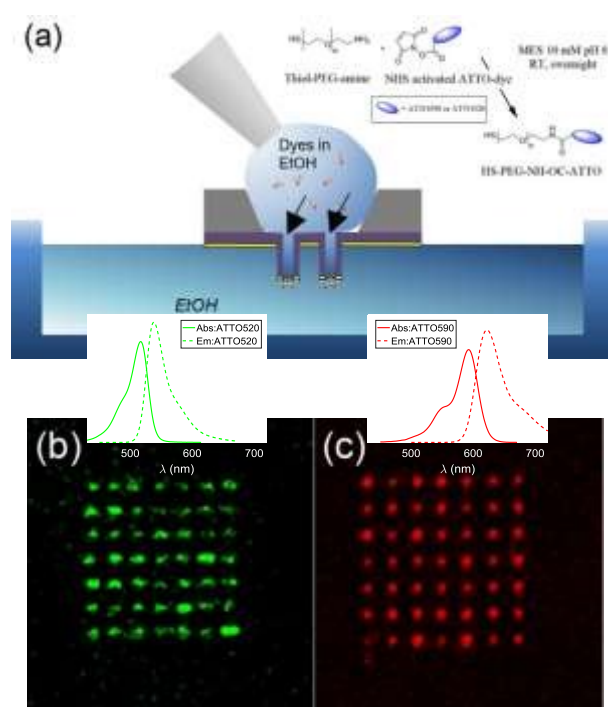 (a)
Thiol-PEG-amine
NHS activated ATTO-dye
MES 10 mM pH 6
RT, overnight
= ATTO590 or ATTO520
HS-PEG-NH-OC-ATTO
Dyes in
EtOH
EtOH
Abs:ATTO520
Em:ATTO520
500 600 700
λ (nm)
Abs:ATTO590
Em:ATTO590
500 600 700
λ (nm)
(b)
(c)